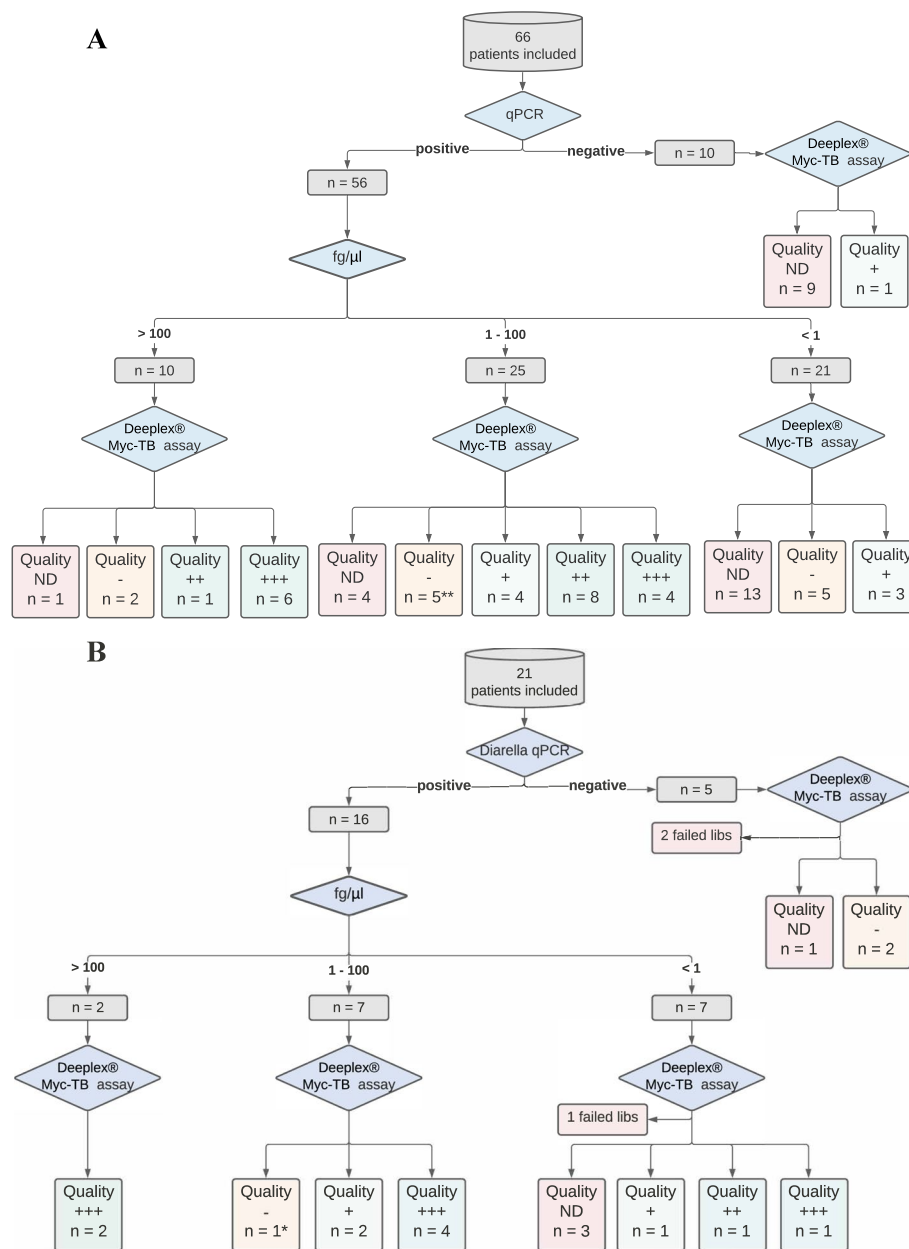 A
66
patients included
qPCR
positive
negative
n = 10
Deeplex®
Myc-TB assay
n = 56
Quality
ND
n = 9
Quality
+
n = 1
fg/µl
> 100
1 - 100
< 1
n = 10
n = 25
n = 21
Deeplex®
Myc-TB assay
Deeplex®
Myc-TB assay
Deeplex®
Myc-TB assay
Quality
ND
n = 1
Quality
-
n = 2
Quality
++
n = 1
Quality
+++
n = 6
Quality
ND
n = 4
Quality
-
n = 5**
Quality
+
n = 4
Quality
++
n = 8
Quality
+++
n = 4
Quality
ND
n = 13
Quality
-
n = 5
Quality
+
n = 3
B
21
patients included
Diarella qPCR
positive
negative
n = 5
Deeplex®
Myc-TB assay
n = 16
2 failed libs
Quality
ND
n = 1
Quality
-
n = 2
fg/µl
> 100
1 - 100
< 1
n = 2
n = 7
n = 7
Deeplex®
Myc-TB assay
Deeplex®
Myc-TB assay
Deeplex®
Myc-TB assay
1 failed libs
Quality
+++
n = 2
Quality
-
n = 1*
Quality
+
n = 2
Quality
+++
n = 4
Quality
ND
n = 3
Quality
+
n = 1
Quality
++
n = 1
Quality
+++
n = 1